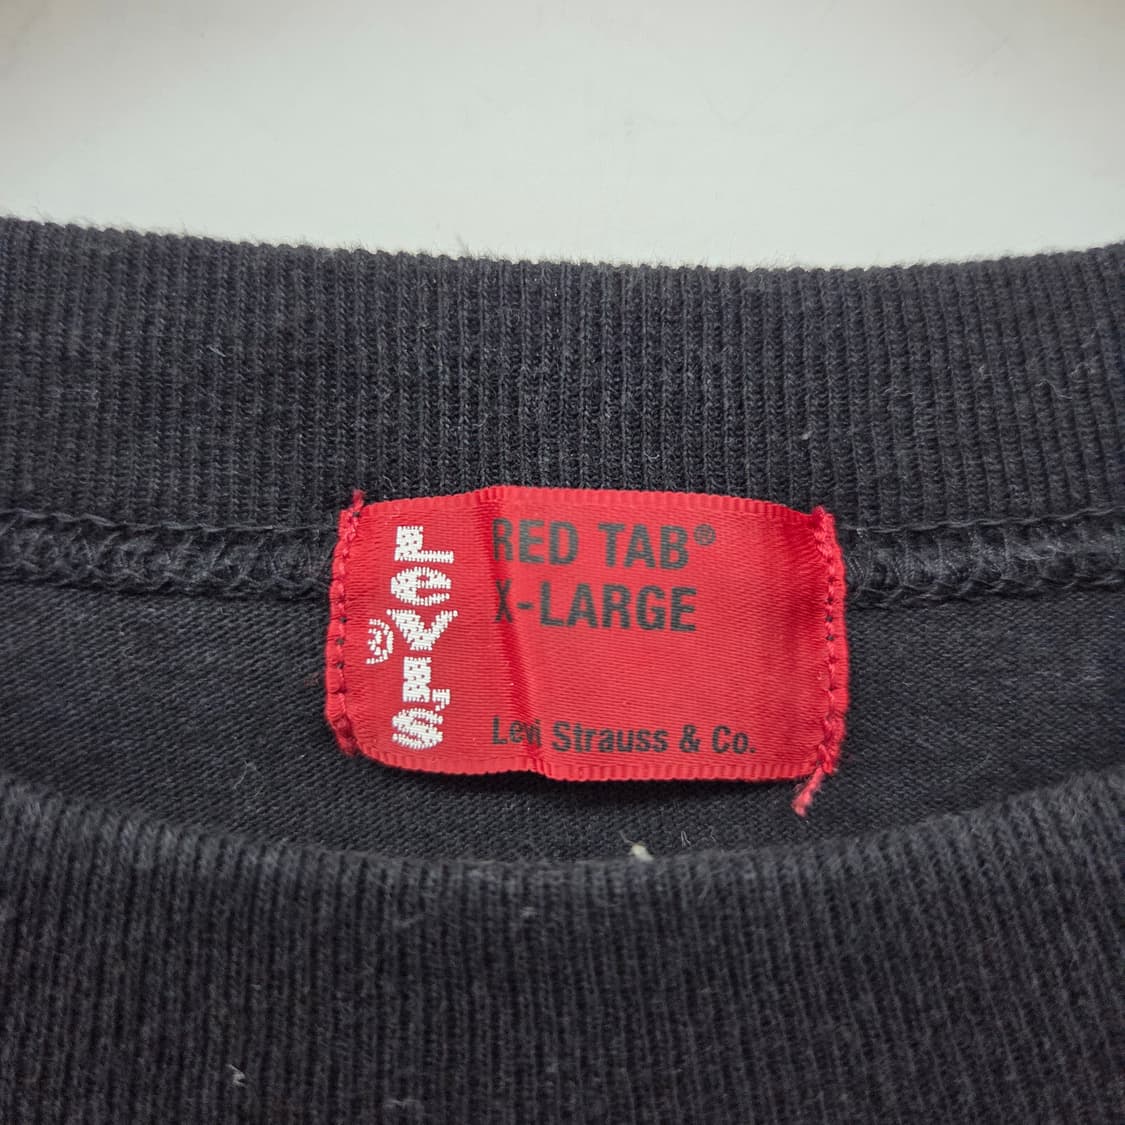 LEVI'S
RED TAB®
X-LARGE
Levi Strauss & Co.